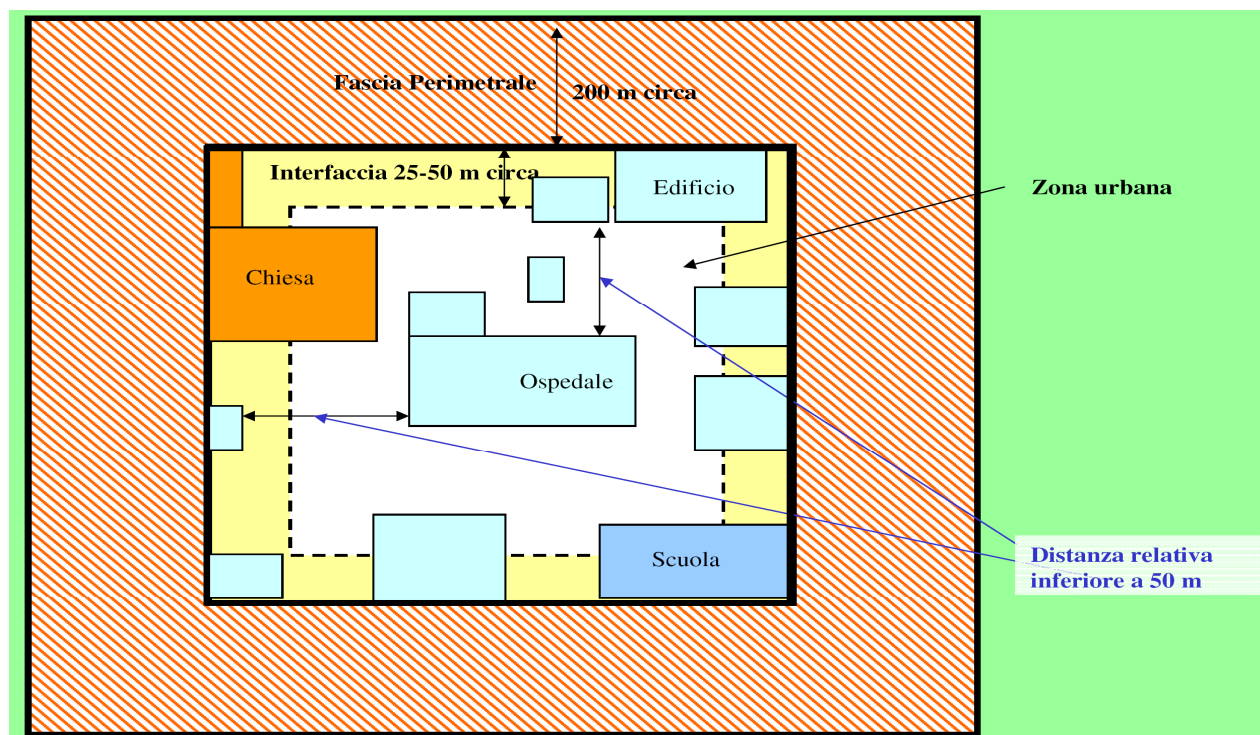 Fascia Perimetrale
200 m circa
Interfaccia 25-50 m circa
Edificio
Zona urbana
Chiesa
Ospedale
Scuola
Distanza relativa
inferiore a 50 m